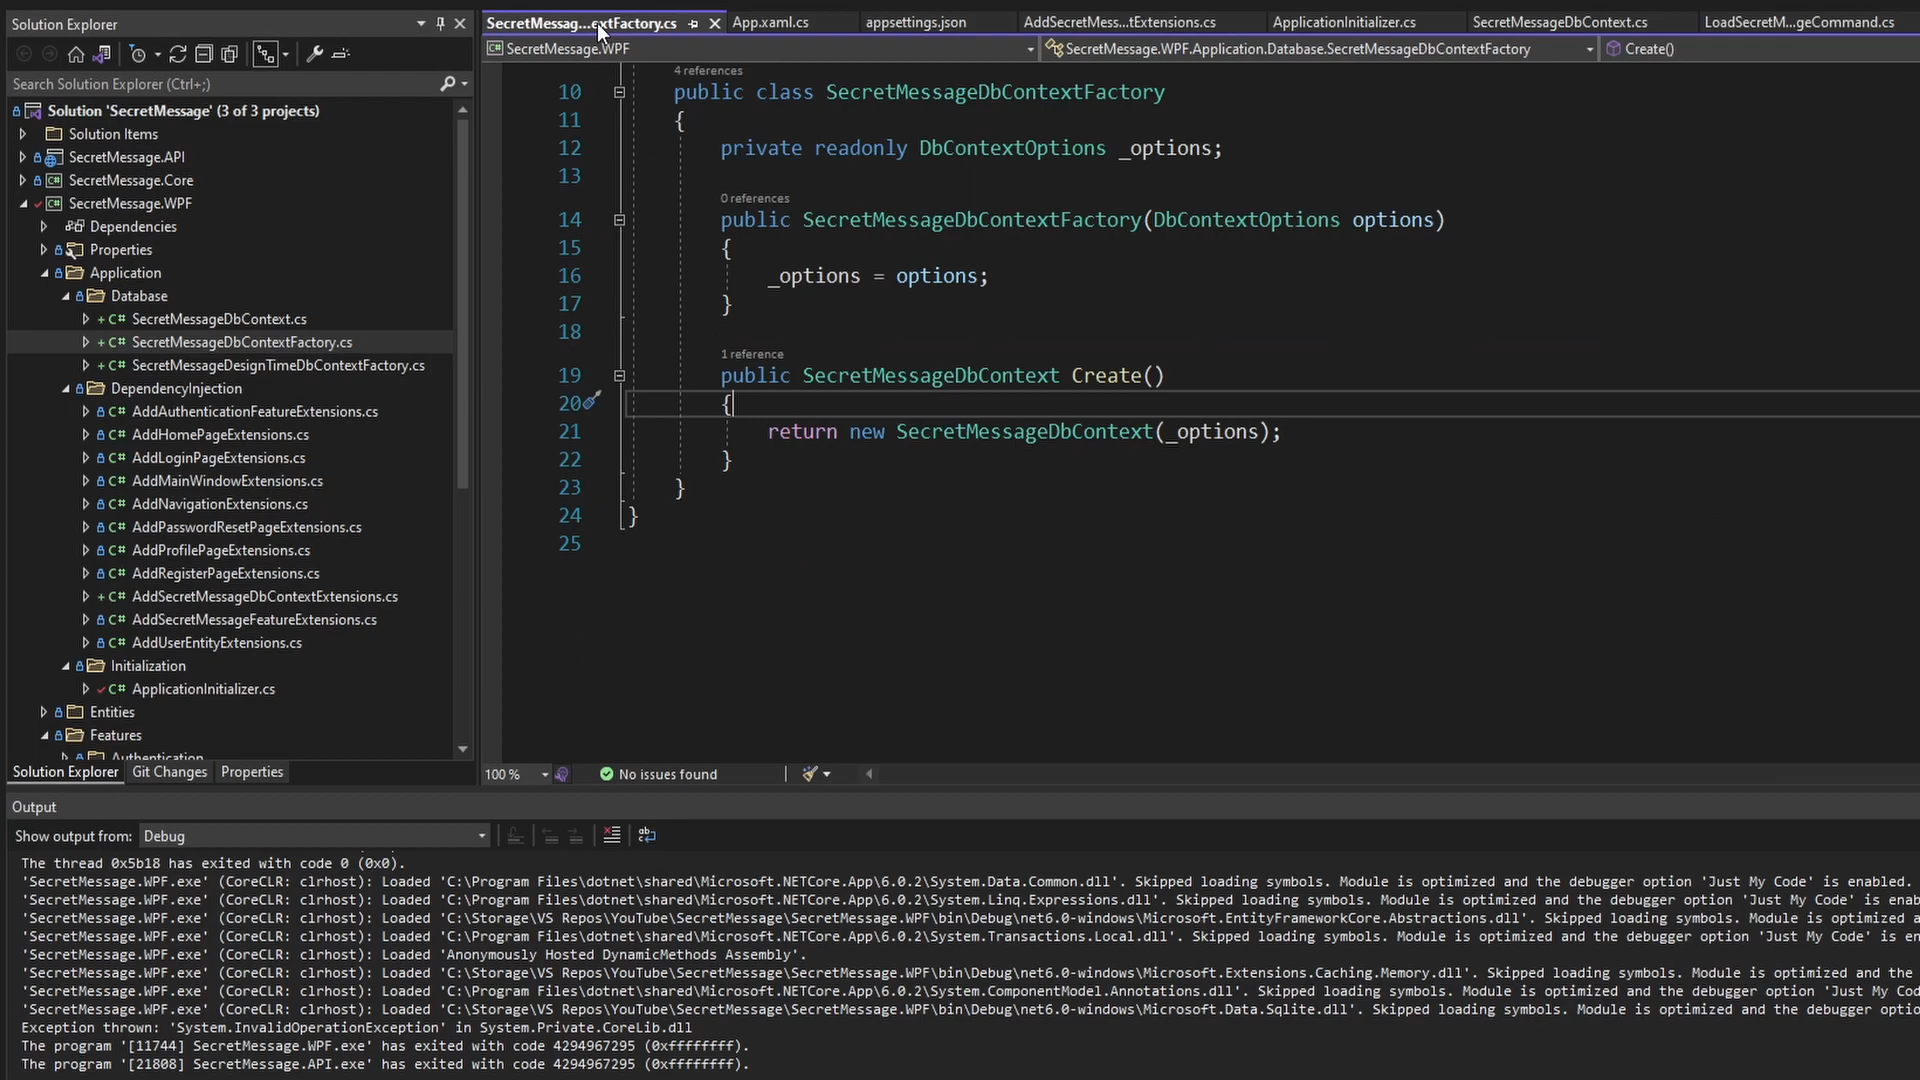 Solution Explorer
Search Solution Explorer (Ctrl+;)
Solution 'SecretMessage' (3 of 3 projects)
Solution Items
SecretMessage.API
C# SecretMessage.Core
C# SecretMessage.WPF
Dependencies
Properties
Application
Database
C# SecretMessageDbContext.cs
C# SecretMessageDbContextFactory.cs
C# SecretMessageDesignTimeDbContextFactory.cs
DependencyInjection
C# AddAuthenticationFeatureExtensions.cs
C# AddHomePageExtensions.cs
C# AddLoginPageExtensions.cs
C# AddMainWindowExtensions.cs
C# AddNavigationExtensions.cs
C# AddPasswordResetPageExtensions.cs
C# AddProfilePageExtensions.cs
C# AddRegisterPageExtensions.cs
C# AddSecretMessageDbContextExtensions.cs
C# AddSecretMessageFeatureExtensions.cs
C# AddUserEntityExtensions.cs
Initialization
C# ApplicationInitializer.cs
Entities
Features
Authentication
Solution Explorer Git Changes Properties
SecretMessag...extFactory.cs App.xaml.cs appsettings.json AddSecretMess...tExtensions.cs ApplicationInitializer.cs SecretMessageDbContext.cs LoadSecretM...geCommand.cs
C# SecretMessage.WPF SecretMessage.WPF.Application.Database.SecretMessageDbContextFactory Create()
4 references
10 public class SecretMessageDbContextFactory
11 {
12 private readonly DbContextOptions _options;
13
0 references
14 public SecretMessageDbContextFactory(DbContextOptions options)
15 {
16 _options = options;
17 }
18
1 reference
19 public SecretMessageDbContext Create()
20 {
21 return new SecretMessageDbContext(_options);
22 }
23 }
24 }
25
100 % No issues found
Output
Show output from: Debug
The thread 0x5b18 has exited with code 0 (0x0).
'SecretMessage.WPF.exe' (CoreCLR: clrhost): Loaded 'C:\Program Files\dotnet\shared\Microsoft.NETCore.App\6.0.2\System.Data.Common.dll'. Skipped loading symbols. Module is optimized and the debugger option 'Just My Code' is enabled.
'SecretMessage.WPF.exe' (CoreCLR: clrhost): Loaded 'C:\Program Files\dotnet\shared\Microsoft.NETCore.App\6.0.2\System.Linq.Expressions.dll'. Skipped loading symbols. Module is optimized and the debugger option 'Just My Code' is enab
'SecretMessage.WPF.exe' (CoreCLR: clrhost): Loaded 'C:\Storage\VS Repos\YouTube\SecretMessage\SecretMessage.WPF\bin\Debug\net6.0-windows\Microsoft.EntityFrameworkCore.Abstractions.dll'. Skipped loading symbols. Module is optimized a
'SecretMessage.WPF.exe' (CoreCLR: clrhost): Loaded 'C:\Program Files\dotnet\shared\Microsoft.NETCore.App\6.0.2\System.Transactions.Local.dll'. Skipped loading symbols. Module is optimized and the debugger option 'Just My Code' is en
'SecretMessage.WPF.exe' (CoreCLR: clrhost): Loaded 'Anonymously Hosted DynamicMethods Assembly'.
'SecretMessage.WPF.exe' (CoreCLR: clrhost): Loaded 'C:\Storage\VS Repos\YouTube\SecretMessage\SecretMessage.WPF\bin\Debug\net6.0-windows\Microsoft.Extensions.Caching.Memory.dll'. Skipped loading symbols. Module is optimized and the
'SecretMessage.WPF.exe' (CoreCLR: clrhost): Loaded 'C:\Program Files\dotnet\shared\Microsoft.NETCore.App\6.0.2\System.ComponentModel.Annotations.dll'. Skipped loading symbols. Module is optimized and the debugger option 'Just My Cod
'SecretMessage.WPF.exe' (CoreCLR: clrhost): Loaded 'C:\Storage\VS Repos\YouTube\SecretMessage\SecretMessage.WPF\bin\Debug\net6.0-windows\Microsoft.Data.Sqlite.dll'. Skipped loading symbols. Module is optimized and the debugger optio
Exception thrown: 'System.InvalidOperationException' in System.Private.CoreLib.dll
The program '[11744] SecretMessage.WPF.exe' has exited with code 4294967295 (0xffffffff).
The program '[21808] SecretMessage.API.exe' has exited with code 4294967295 (0xffffffff).